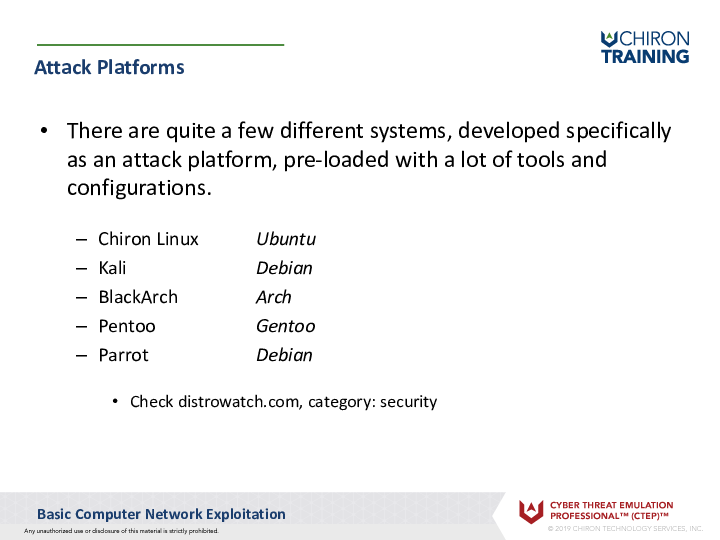 CHIRON
TRAINING
Attack Platforms
• There are quite a few different systems, developed specifically
as an attack platform, pre-loaded with a lot of tools and
configurations.
– Chiron Linux Ubuntu
– Kali Debian
– BlackArch Arch
– Pentoo Gentoo
– Parrot Debian
• Check distrowatch.com, category: security
Basic Computer Network Exploitation
Any unauthorized use or disclosure of this material is strictly prohibited.
CYBER THREAT EMULATION
PROFESSIONAL™ (CTEP)™
© 2019 CHIRON TECHNOLOGY SERVICES, INC.